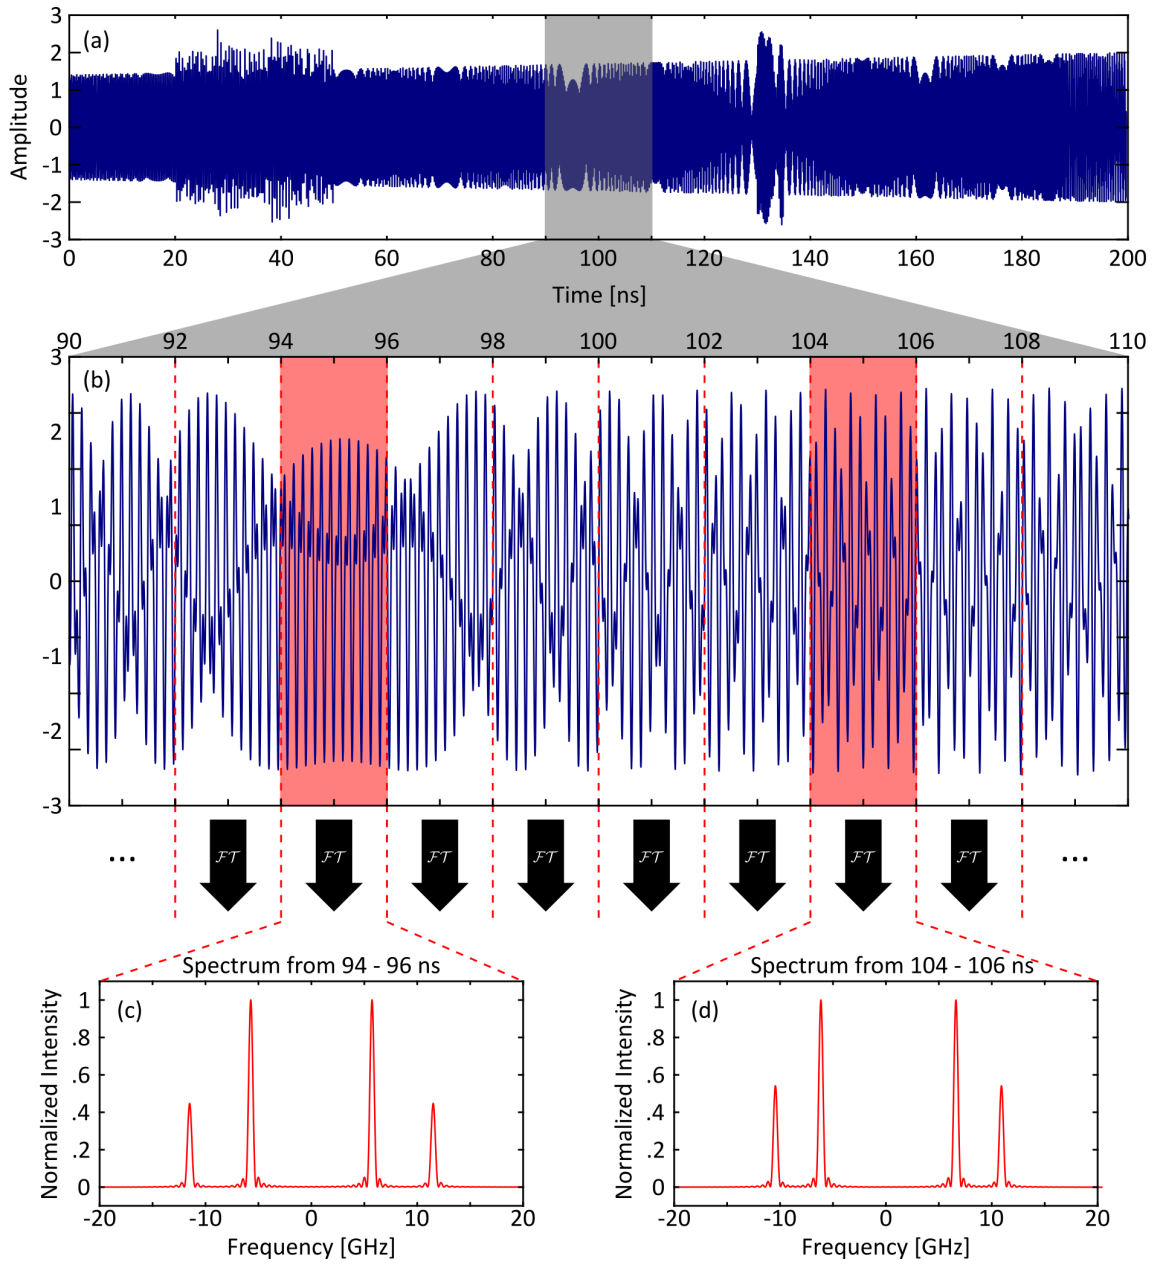 (a)
Amplitude
3
2
1
0
-1
-2
-3
0 20 40 60 80 100 120 140 160 180 200
Time [ns]
90 92 94 96 98 100 102 104 106 108 110
(b)
3
2
1
0
-1
-2
-3
... FT FT FT FT FT FT FT FT ...
Spectrum from 94 - 96 ns
(c)
Normalized Intensity
1
.8
.6
.4
.2
0
-20 -10 0 10 20
Frequency [GHz]
Spectrum from 104 - 106 ns
(d)
Normalized Intensity
1
.8
.6
.4
.2
0
-20 -10 0 10 20
Frequency [GHz]